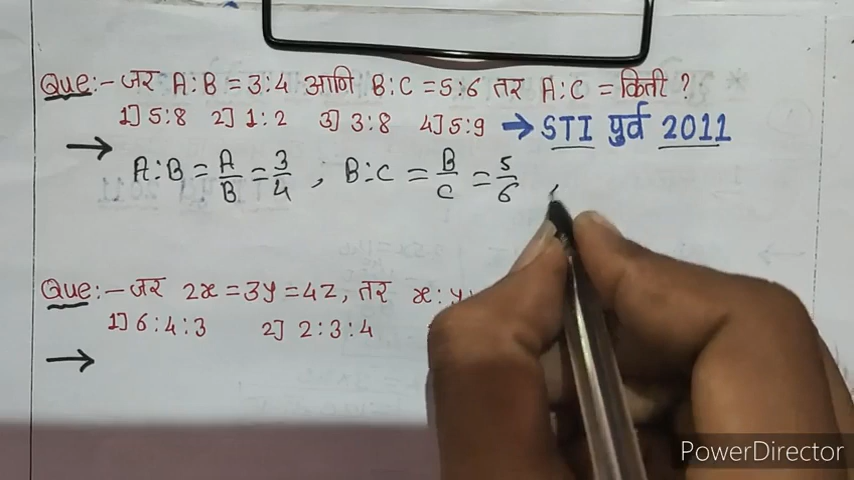 Que:- जर A:B = 3:4 आणि B:C = 5:6 तर A:C = किती ?
1] 5:8 2] 1:2 3] 3:8 4] 5:9 → STI पुर्व 2011
→ A:B = A/B = 3/4 , B:C = B/C = 5/6 ,
Que:- जर 2x = 3y = 4z, तर x:y:
1] 6:4:3 2] 2:3:4
→
PowerDirector